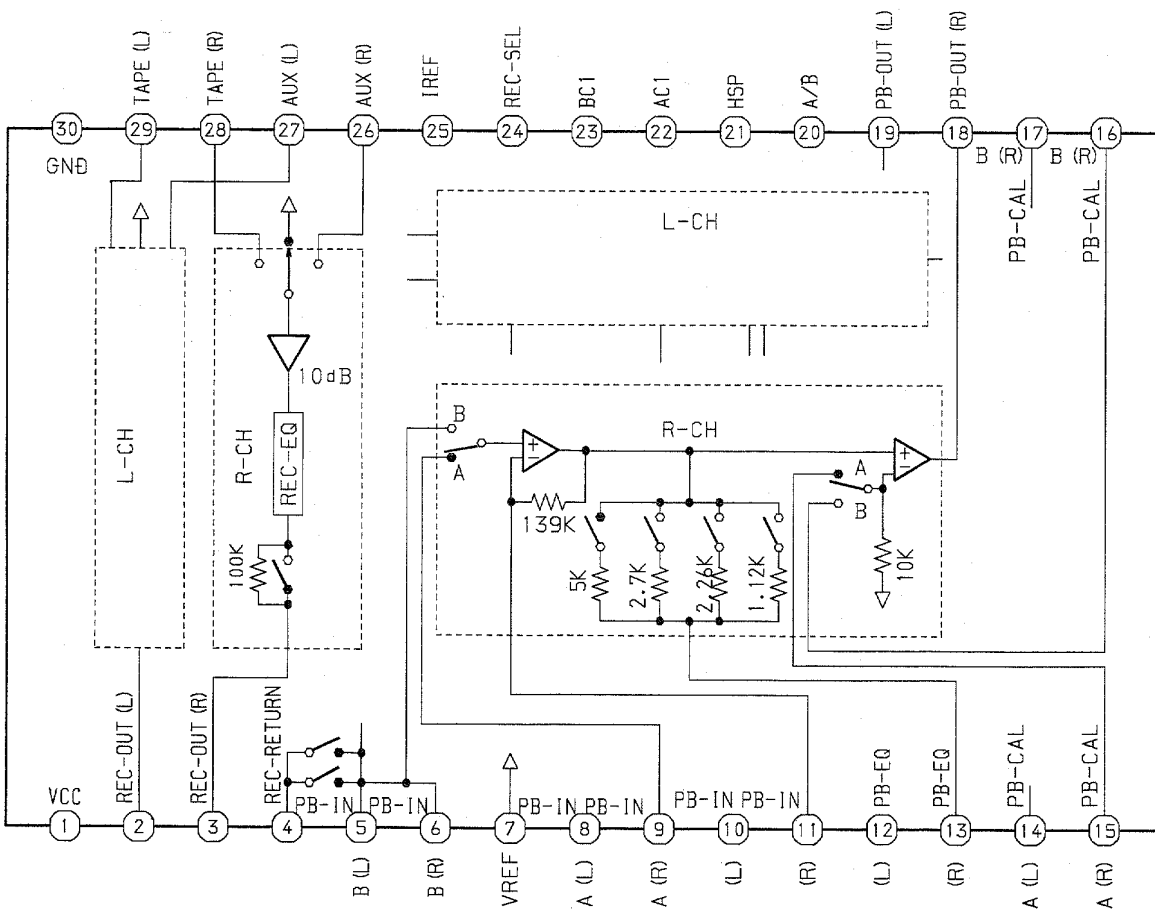 TAPE (L)
TAPE (R)
AUX (L)
AUX (R)
IREF
REC-SEL
BC1
AC1
HSP
A/B
PB-OUT (L)
PB-OUT (R)
30
29
28
27
26
25
24
23
22
21
20
19
18
17
16
GND
B (R)
B (R)
PB-CAL
PB-CAL
L-CH
L-CH
R-CH
10dB
REC-EQ
100K
B
A
R-CH
139K
5K
2.7K
2.26K
1.12K
A
B
10K
VCC
REC-OUT (L)
REC-OUT (R)
REC-RETURN
PB-IN
PB-IN
PB-IN
PB-IN
PB-IN
PB-IN
PB-EQ
PB-EQ
PB-CAL
PB-CAL
1
2
3
4
5
6
7
8
9
10
11
12
13
14
15
B (L)
B (R)
VREF
A (L)
A (R)
(L)
(R)
(L)
(R)
A (L)
A (R)